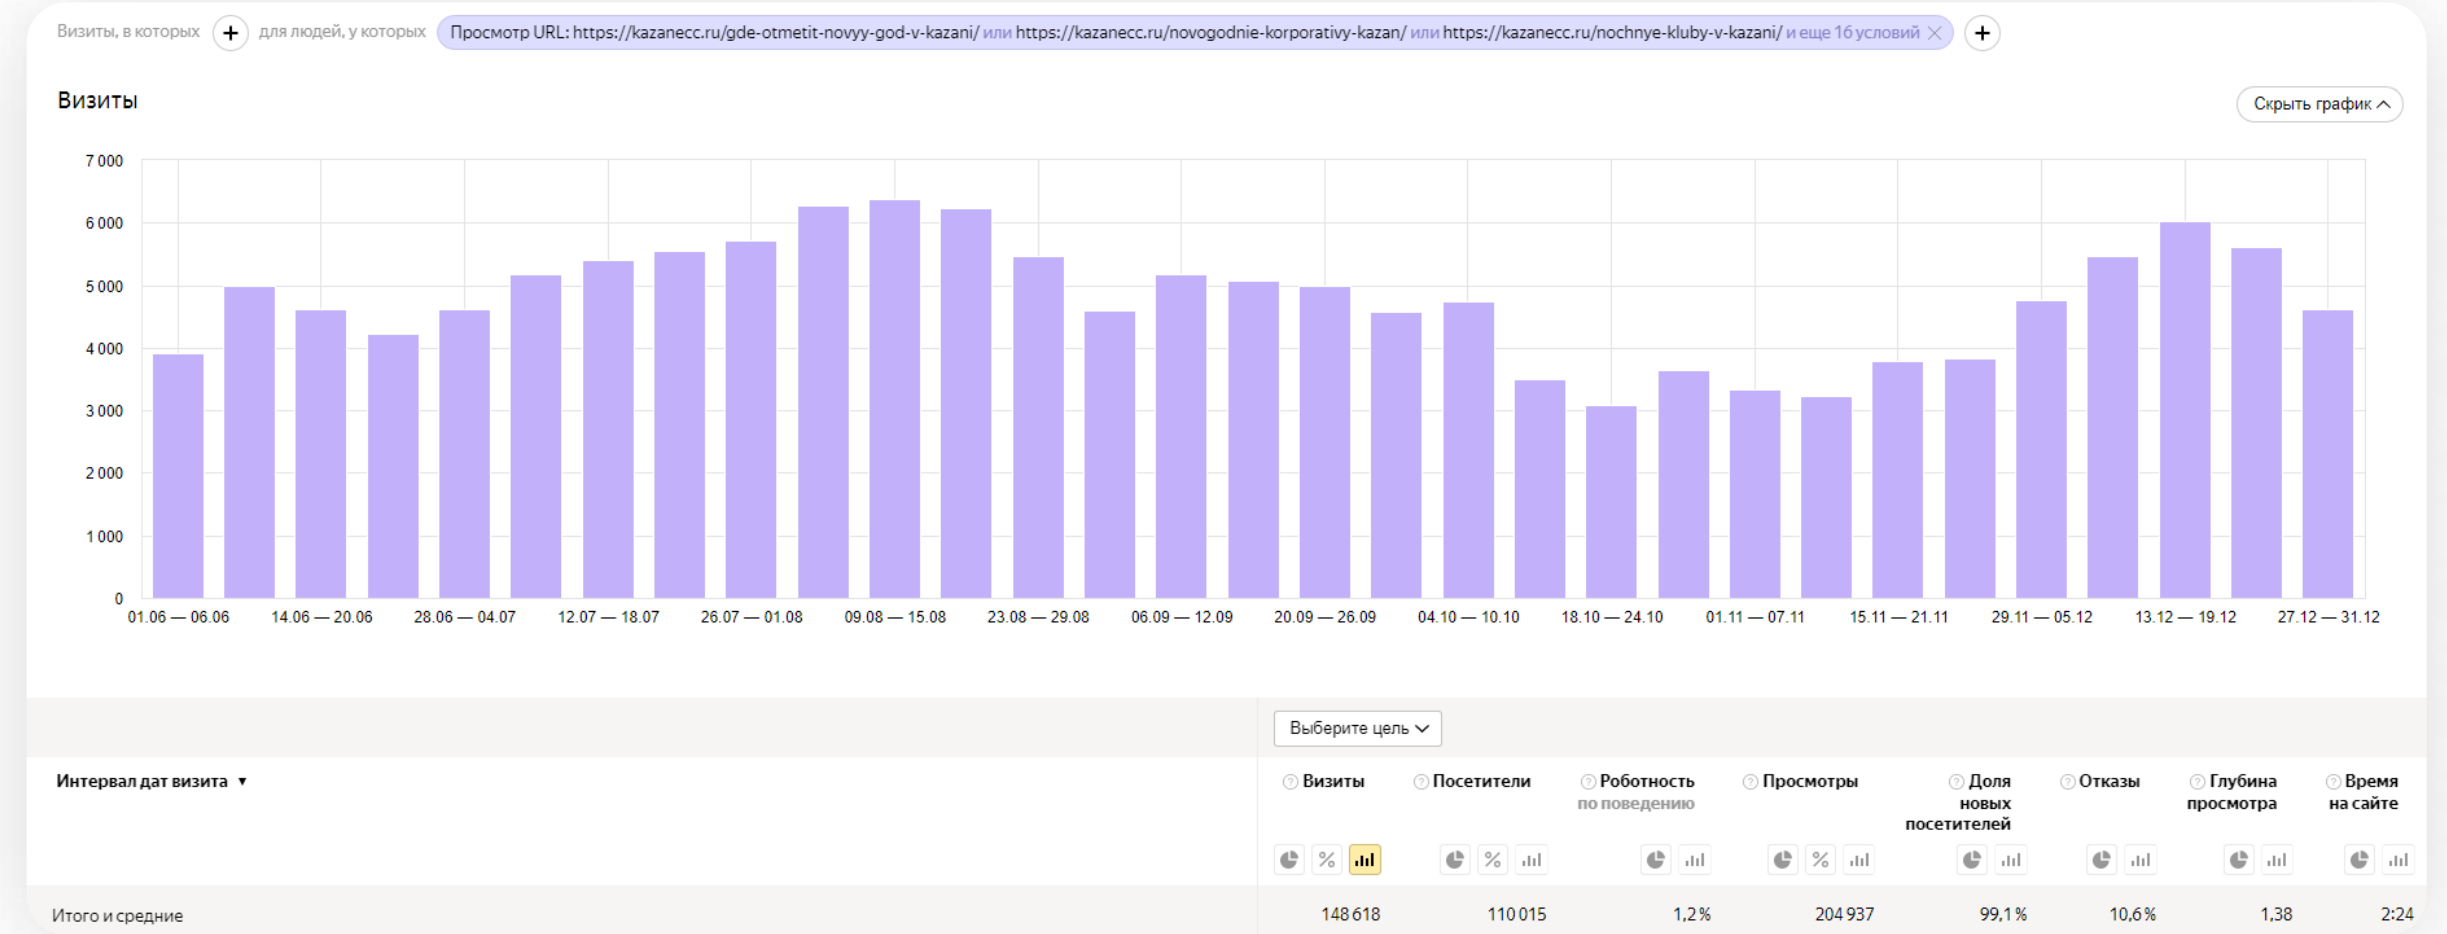 Визиты, в которых + для людей, у которых Просмотр URL: https://kazanecc.ru/gde-otmetit-novyy-god-v-kazani/ или https://kazanecc.ru/novogodnie-korporativy-kazan/ или https://kazanecc.ru/nochnye-kluby-v-kazani/ и еще 16 условий × +
Визиты
Скрыть график
7 000
6 000
5 000
4 000
3 000
2 000
1 000
0
01.06 — 06.06 14.06 — 20.06 28.06 — 04.07 12.07 — 18.07 26.07 — 01.08 09.08 — 15.08 23.08 — 29.08 06.09 — 12.09 20.09 — 26.09 04.10 — 10.10 18.10 — 24.10 01.11 — 07.11 15.11 — 21.11 29.11 — 05.12 13.12 — 19.12 27.12 — 31.12
Выберите цель
Интервал дат визита ▼ ? Визиты ? Посетители ? Роботность ? Просмотры ? Доля ? Отказы ? Глубина ? Время
по поведению новых просмотра на сайте
посетителей
% % %
Итого и средние 148 618 110 015 1,2 % 204 937 99,1 % 10,6 % 1,38 2:24